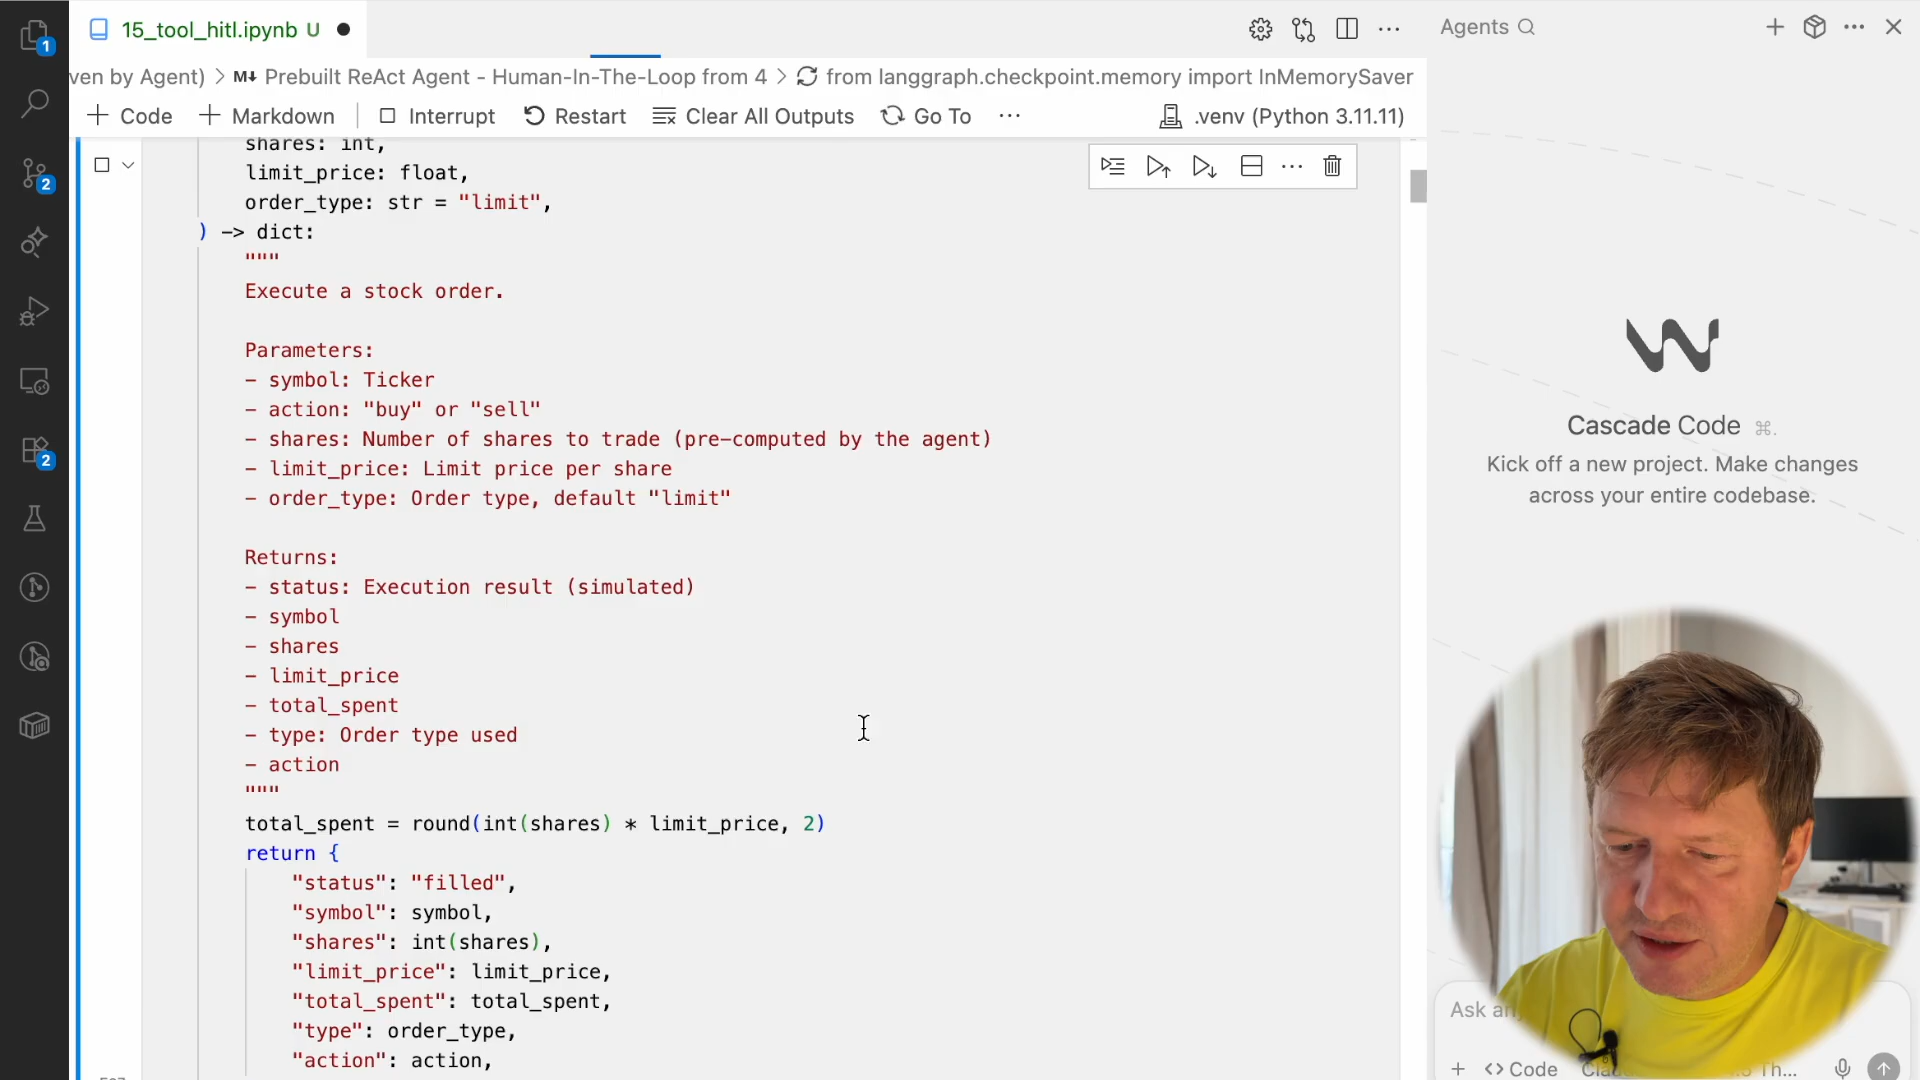 15_tool_hitl.ipynb U
Agents
1
ven by Agent) > M↓ Prebuilt ReAct Agent - Human-In-The-Loop from 4 > from langgraph.checkpoint.memory import InMemorySaver
+ Code + Markdown Interrupt Restart Clear All Outputs Go To ... .venv (Python 3.11.11)
shares: int,
limit_price: float,
order_type: str = "limit",
) -> dict:
"""
Execute a stock order.
Parameters:
- symbol: Ticker
- action: "buy" or "sell"
- shares: Number of shares to trade (pre-computed by the agent)
- limit_price: Limit price per share
- order_type: Order type, default "limit"
Returns:
- status: Execution result (simulated)
- symbol
- shares
- limit_price
- total_spent
- type: Order type used
- action
"""
total_spent = round(int(shares) * limit_price, 2)
return {
"status": "filled",
"symbol": symbol,
"shares": int(shares),
"limit_price": limit_price,
"total_spent": total_spent,
"type": order_type,
"action": action,
2
2
Cascade Code ⌘.
Kick off a new project. Make changes
across your entire codebase.
Ask
+ <> Code